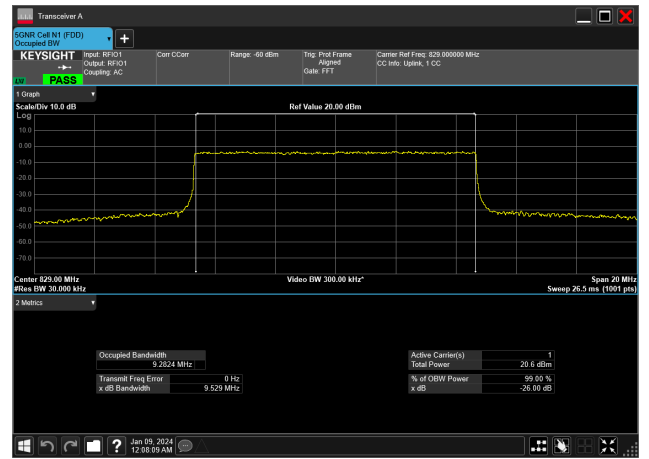 Transceiver A
5GNR Cell N1 (FDD)
Occupied BW
KEYSIGHT Input: RFIO1 Corr CCorr Range: -60 dBm Trig: Prot Frame Carrier Ref Freq: 829.000000 MHz
Output: RFIO1 Aligned CC Info: Uplink, 1 CC
Coupling: AC Gate: FFT
PASS
1 Graph
Scale/Div 10.0 dB Ref Value 20.00 dBm
Log
10.0
0.00
-10.0
-20.0
-30.0
-40.0
-50.0
-60.0
-70.0
Center 829.00 MHz Video BW 300.00 kHz* Span 20 MHz
#Res BW 30.000 kHz Sweep 26.5 ms (1001 pts)
2 Metrics
Occupied Bandwidth Active Carrier(s) 1
9.2824 MHz Total Power 20.6 dBm
Transmit Freq Error 0 Hz % of OBW Power 99.00 %
x dB Bandwidth 9.529 MHz x dB -26.00 dB
Jan 09, 2024
12:08:09 AM